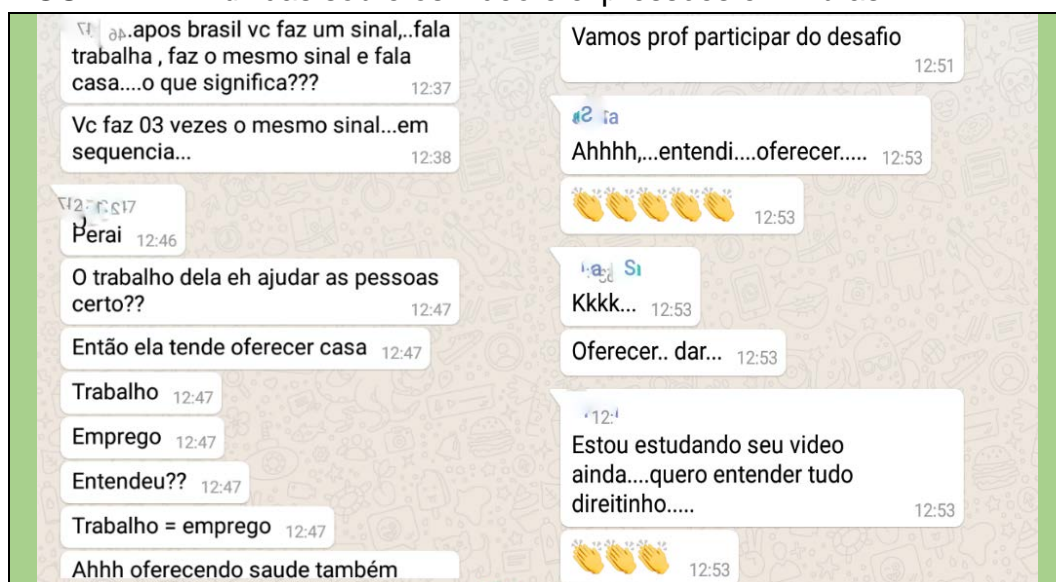 ..apos brasil vc faz um sinal,..fala
trabalha , faz o mesmo sinal e fala
casa....o que significa???
12:37
Vc faz 03 vezes o mesmo sinal...em
sequencia...
12:38
Perai 12:46
O trabalho dela eh ajudar as pessoas
certo??
12:47
Então ela tende oferecer casa 12:47
Trabalho 12:47
Emprego 12:47
Entendeu?? 12:47
Trabalho = emprego 12:47
Ahhh oferecendo saude também
Vamos prof participar do desafio
12:51
Ahhhh,...entendi....oferecer..... 12:53
👏👏👏👏👏 12:53
Kkkk... 12:53
Oferecer.. dar... 12:53
Estou estudando seu video
ainda....quero entender tudo
direitinho.....
12:53
👏👏👏 12:53